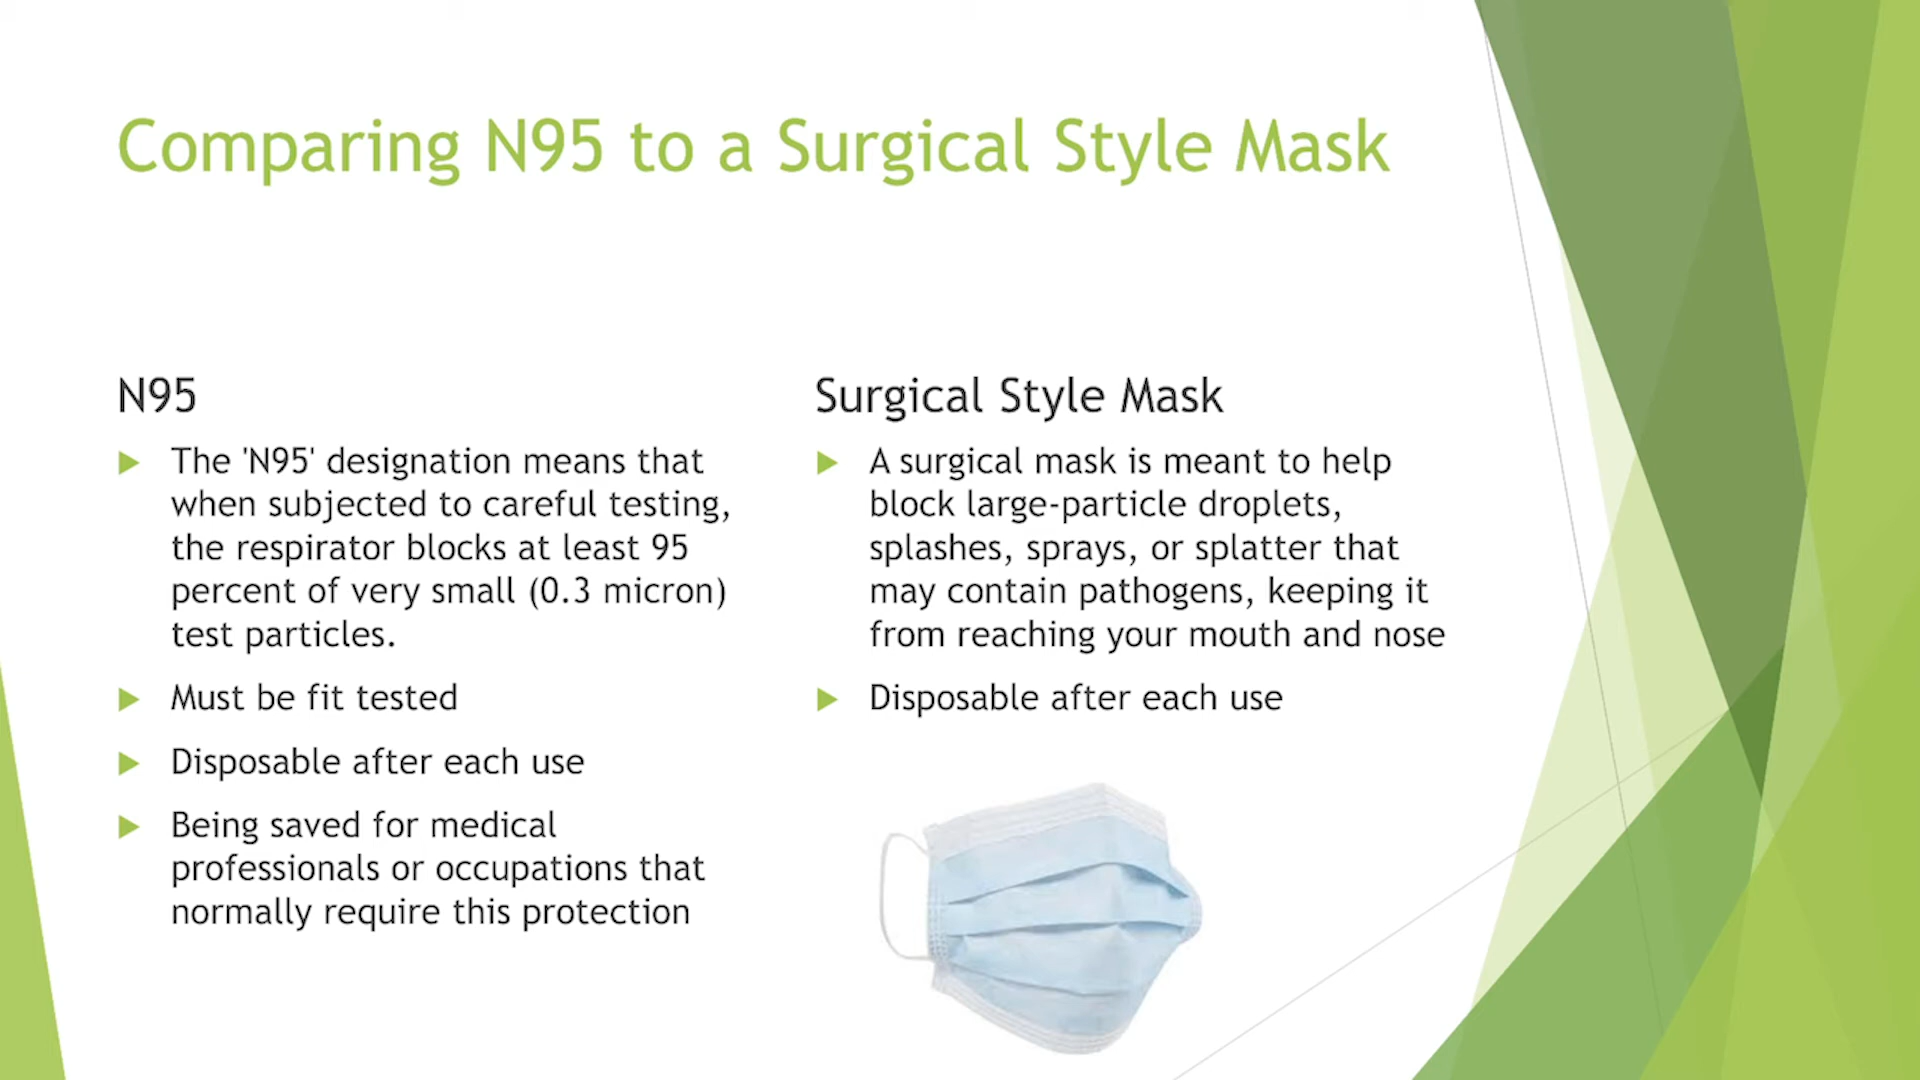 Comparing N95 to a Surgical Style Mask
N95
The 'N95' designation means that
when subjected to careful testing,
the respirator blocks at least 95
percent of very small (0.3 micron)
test particles.
Must be fit tested
Disposable after each use
Being saved for medical
professionals or occupations that
normally require this protection
Surgical Style Mask
A surgical mask is meant to help
block large-particle droplets,
splashes, sprays, or splatter that
may contain pathogens, keeping it
from reaching your mouth and nose
Disposable after each use